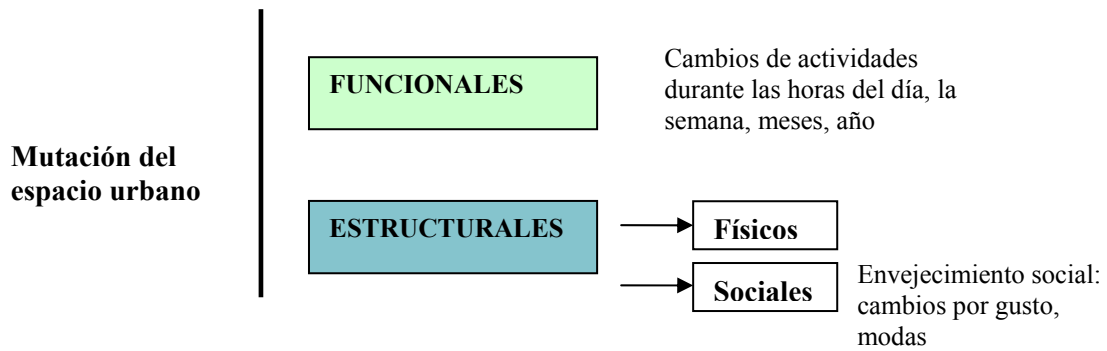 Mutación del
espacio urbano
FUNCIONALES
Cambios de actividades
durante las horas del día, la
semana, meses, año
ESTRUCTURALES
Físicos
Sociales
Envejecimiento social:
cambios por gusto,
modas